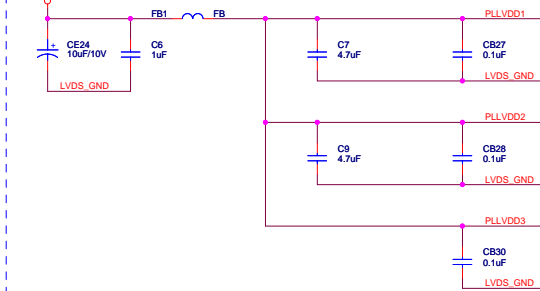 FB1 FB PLLVDD1
CE24 C6 C7 CB27
10uF/10V 1uF 4.7uF 0.1uF
LVDS_GND LVDS_GND
PLLVDD2
C9 CB28
4.7uF 0.1uF
LVDS_GND
PLLVDD3
CB30
0.1uF
LVDS_GND